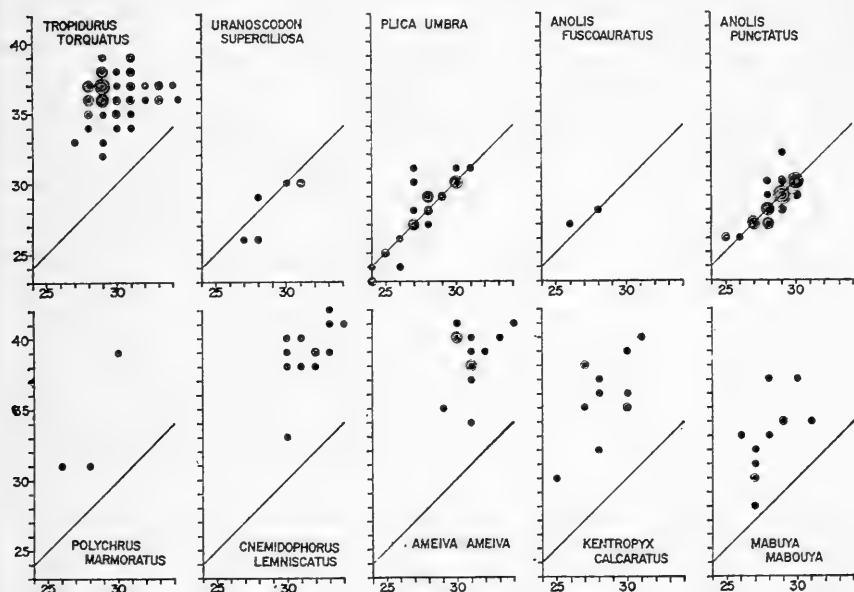 TROPIDURUS
TORQUATUS
URANOSCODON
SUPERCILIOSA
PLICA UMBRA
ANOLIS
FUSCOAURATUS
ANOLIS
PUNCTATUS
40
35
30
25
25 30
25 30
25 30
25 30
25 30
40
35
30
25
POLYCHRUS
MARMORATUS
CNEMIDOPHORUS
LEMNISCATUS
AMEIVA AMEIVA
KENTROPYX
CALCARATUS
MABUYA
MABOUYA
25 30
25 30
25 30
25 30
25 30